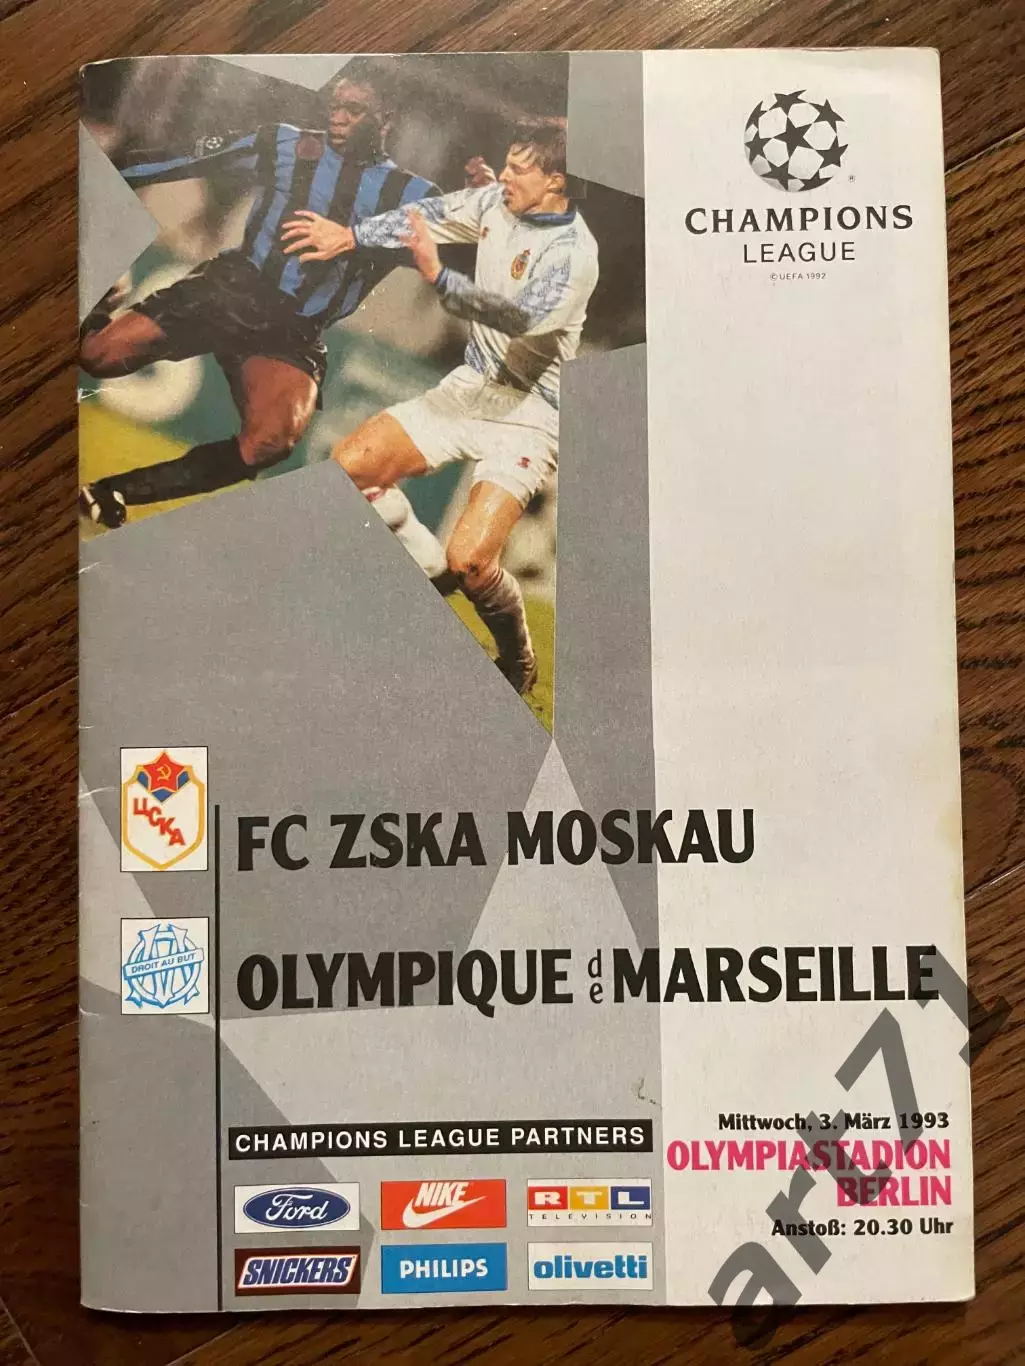 CHAMPIONS
LEAGUE
© UEFA 1992
ЦСКА
FC ZSKA MOSKAU
DROIT AU BUT
OLYMPIQUE de MARSEILLE
Mittwoch, 3. März 1993
OLYMPIASTADION
BERLIN
Anstoß: 20.30 Uhr
CHAMPIONS LEAGUE PARTNERS
Ford
NIKE
RTL
TELEVISION
SNICKERS
PHILIPS
olivetti
art71